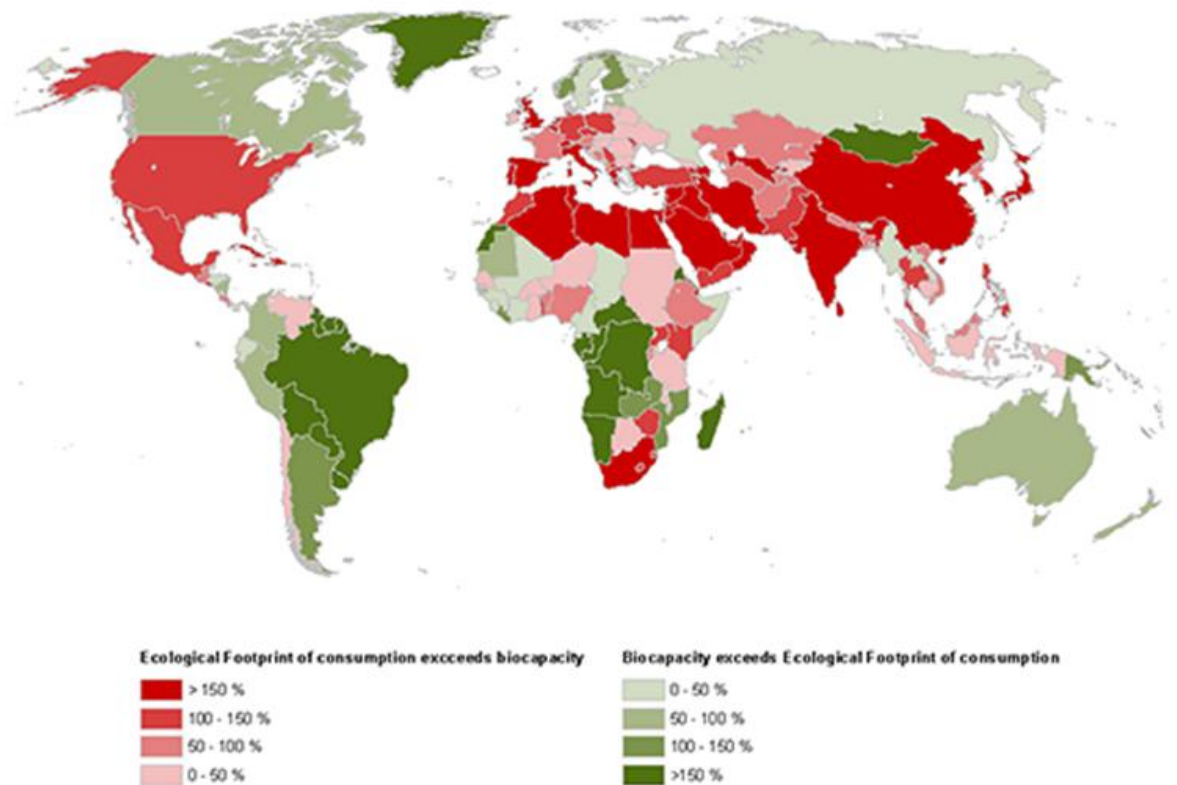 Ecological Footprint of consumption excceeds biocapacity
> 150 %
100 - 150 %
50 - 100 %
0 - 50 %
Biocapacity exceeds Ecological Footprint of consumption
0 - 50 %
50 - 100 %
100 - 150 %
>150 %